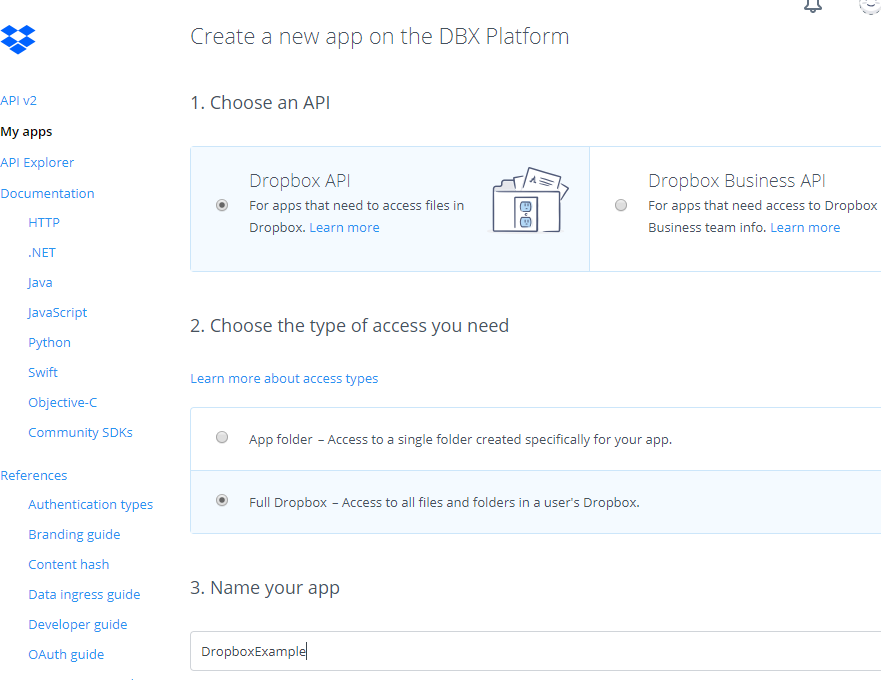 Create a new app on the DBX Platform
API v2
My apps
API Explorer
Documentation
HTTP
.NET
Java
JavaScript
Python
Swift
Objective-C
Community SDKs
References
Authentication types
Branding guide
Content hash
Data ingress guide
Developer guide
OAuth guide
1. Choose an API
Dropbox API
For apps that need to access files in
Dropbox. Learn more
Dropbox Business API
For apps that need access to Dropbox
Business team info. Learn more
2. Choose the type of access you need
Learn more about access types
App folder – Access to a single folder created specifically for your app.
Full Dropbox – Access to all files and folders in a user's Dropbox.
3. Name your app
DropboxExample